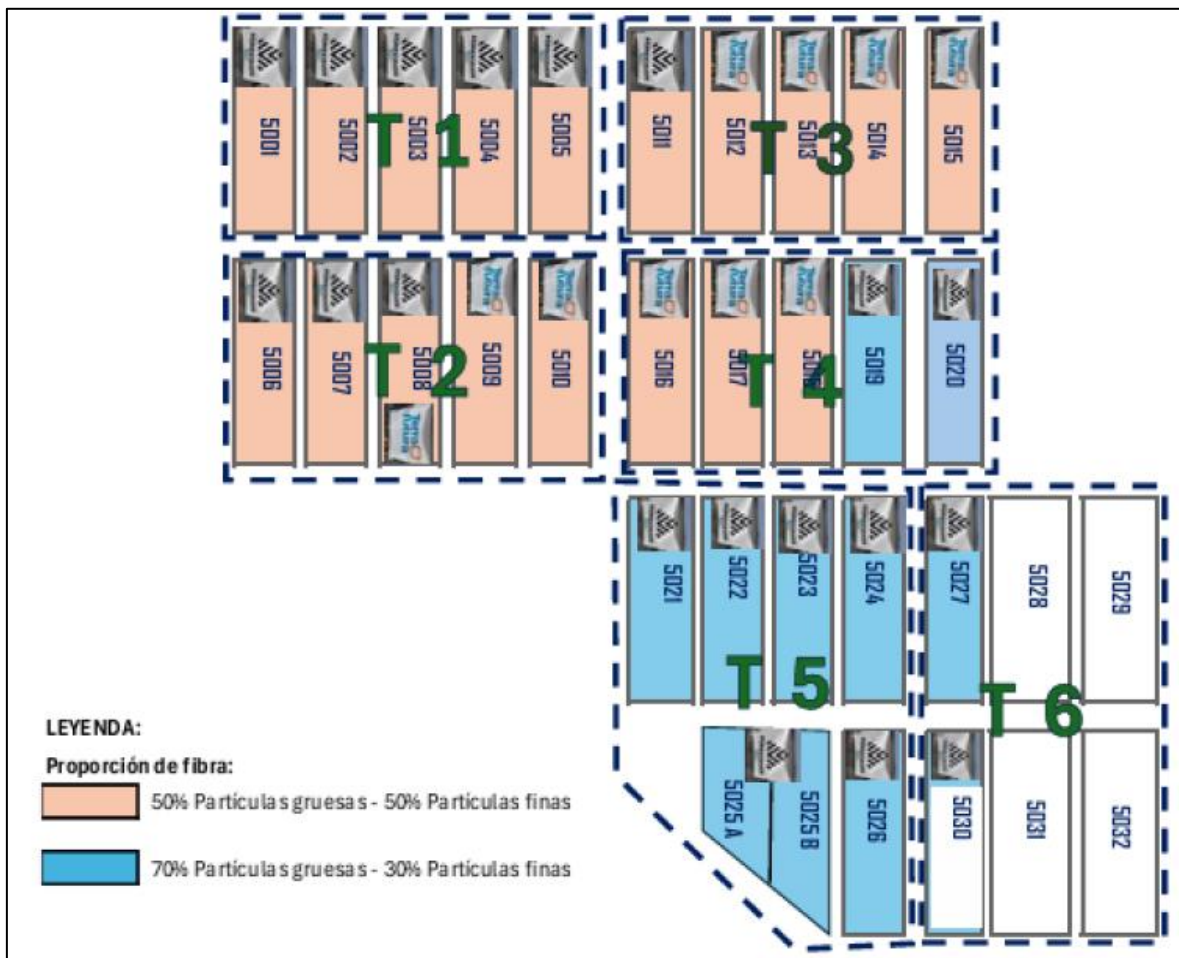 5001 5002 5003 5004 5005
T 1
5011 5012 5013 5014 5015
T 3
5006 5007 5008 5009 5010
T 2
5016 5017 5019 5020
T 4
5021 5022 5023 5024
T 5
5025 A 5025 B 5026
5027 5028 5029
T 6
5030 5031 5032
Terra
Futura
LEYENDA:
Proporción de fibra:
50% Partículas gruesas - 50% Partículas finas
70% Partículas gruesas - 30% Partículas finas